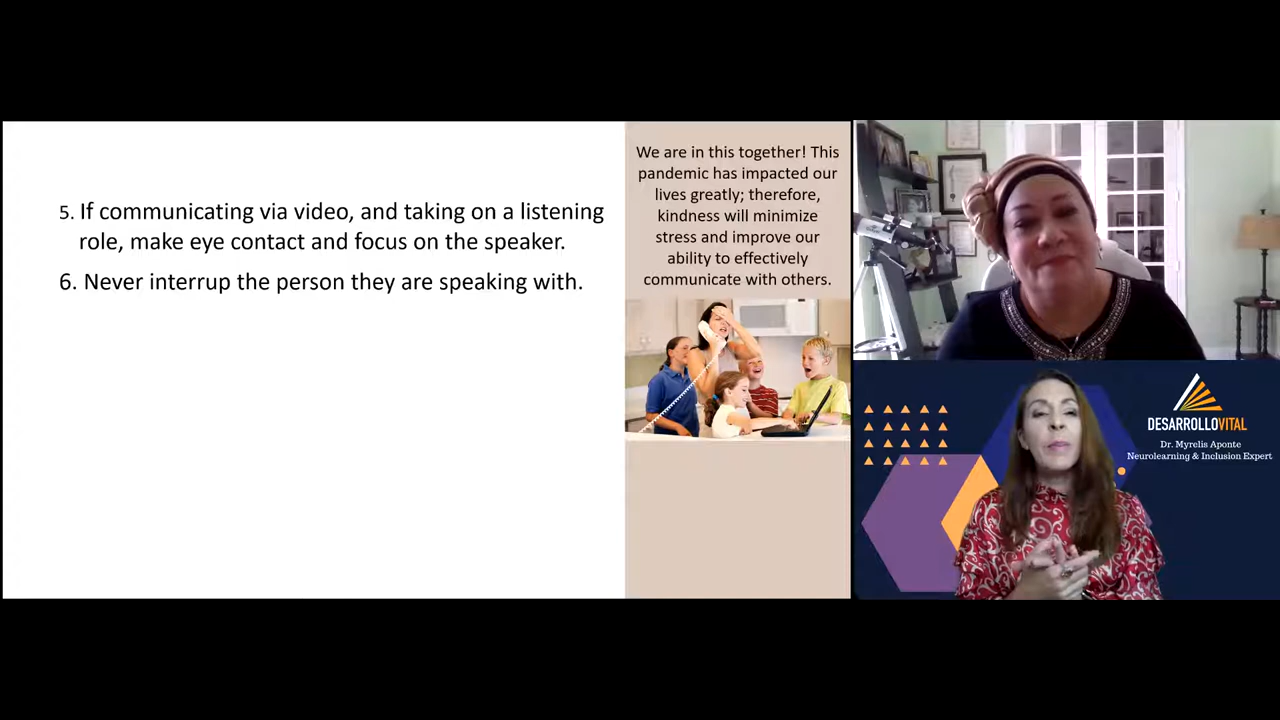 5. If communicating via video, and taking on a listening
role, make eye contact and focus on the speaker.
6. Never interrup the person they are speaking with.
We are in this together! This
pandemic has impacted our
lives greatly; therefore,
kindness will minimize
stress and improve our
ability to effectively
communicate with others.
DESARROLLOVITAL
Dr. Myrelis Aponte
Neurolearning & Inclusion Expert